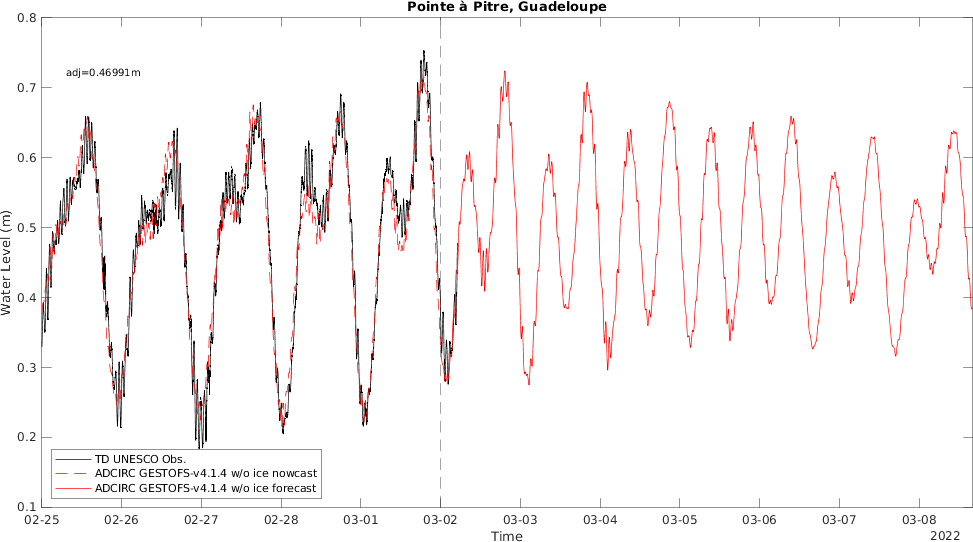 Pointe à Pitre, Guadeloupe
0.8
0.7
0.6
0.5
0.4
0.3
0.2
0.1
Water Level (m)
adj=0.46991m
TD UNESCO Obs.
ADCIRC GESTOFS-v4.1.4 w/o ice nowcast
ADCIRC GESTOFS-v4.1.4 w/o ice forecast
02-25 02-26 02-27 02-28 03-01 03-02 03-03 03-04 03-05 03-06 03-07 03-08
Time
2022